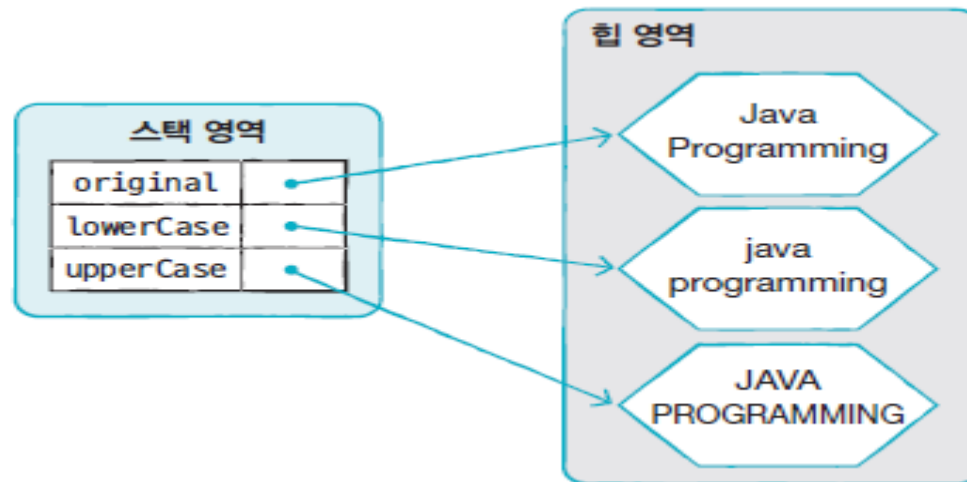 힙 영역
Java
Programming
스택 영역
original
lowerCase
upperCase
java
programming
JAVA
PROGRAMMING